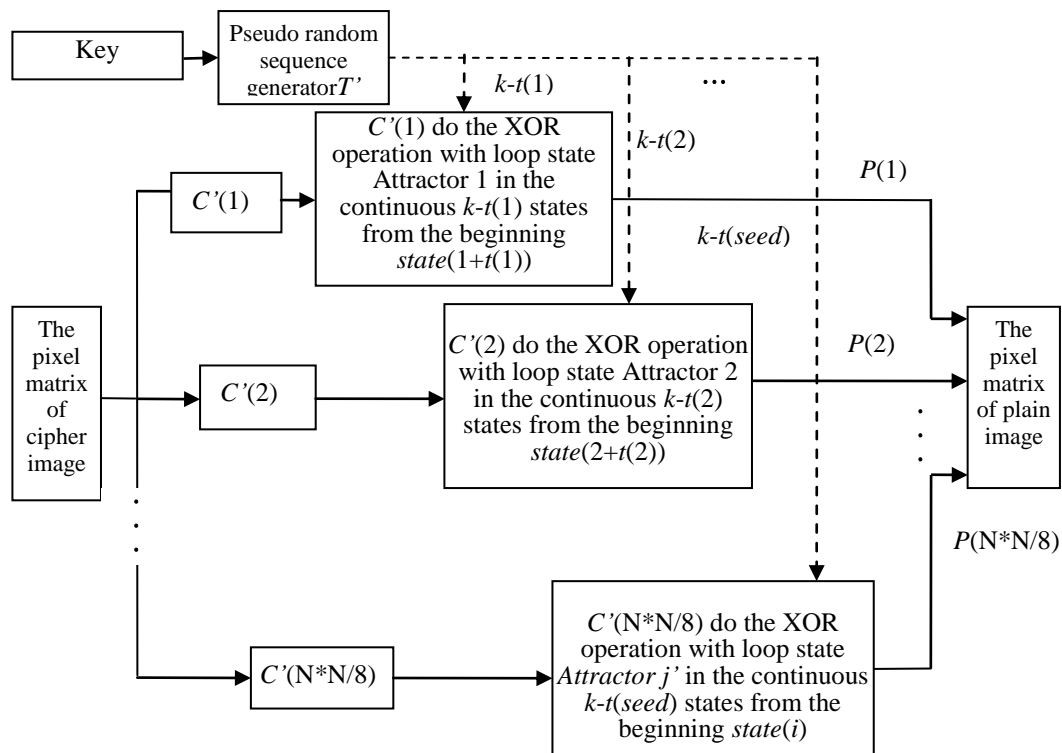 Key
Pseudo random
sequence
generatorT’
...
k-t(1)
C’(1) do the XOR
operation with loop state
Attractor 1 in the
continuous k-t(1) states
from the beginning
state(1+t(1))
k-t(2)
P(1)
C’(1)
k-t(seed)
The
pixel
matrix
of
cipher
image
C’(2)
C’(2) do the XOR operation
with loop state Attractor 2
in the continuous k-t(2)
states from the beginning
state(2+t(2))
P(2)
The
pixel
matrix
of plain
image
P(N*N/8)
C’(N*N/8)
C’(N*N/8) do the XOR
operation with loop state
Attractor j’ in the continuous
k-t(seed) states from the
beginning state(i)